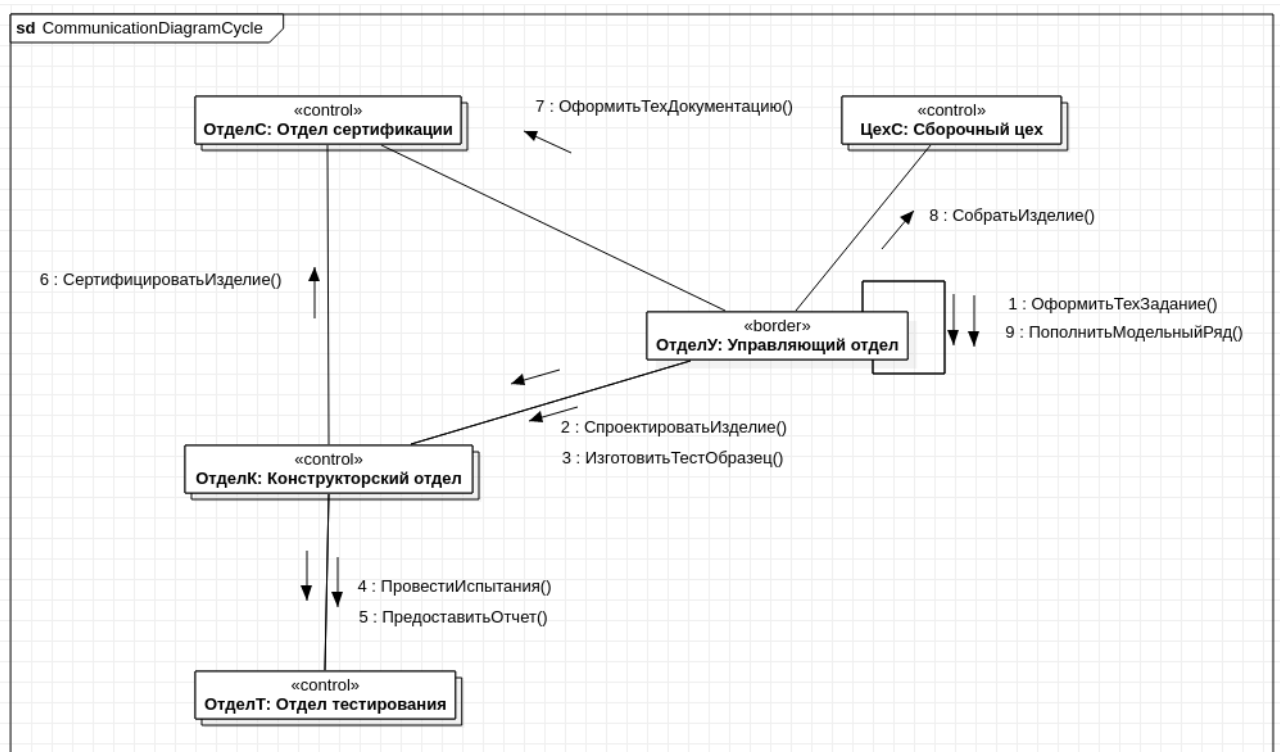 sd CommunicationDiagramCycle
«control»
ОтделС: Отдел сертификации
7 : ОформитьТехДокументацию()
«control»
ЦехС: Сборочный цех
8 : СобратьИзделие()
6 : СертифицироватьИзделие()
1 : ОформитьТехЗадание()
9 : ПополнитьМодельныйРяд()
«border»
ОтделУ: Управляющий отдел
2 : СпроектироватьИзделие()
3 : ИзготовитьТестОбразец()
«control»
ОтделК: Конструкторский отдел
4 : ПровестиИспытания()
5 : ПредоставитьОтчет()
«control»
ОтделТ: Отдел тестирования